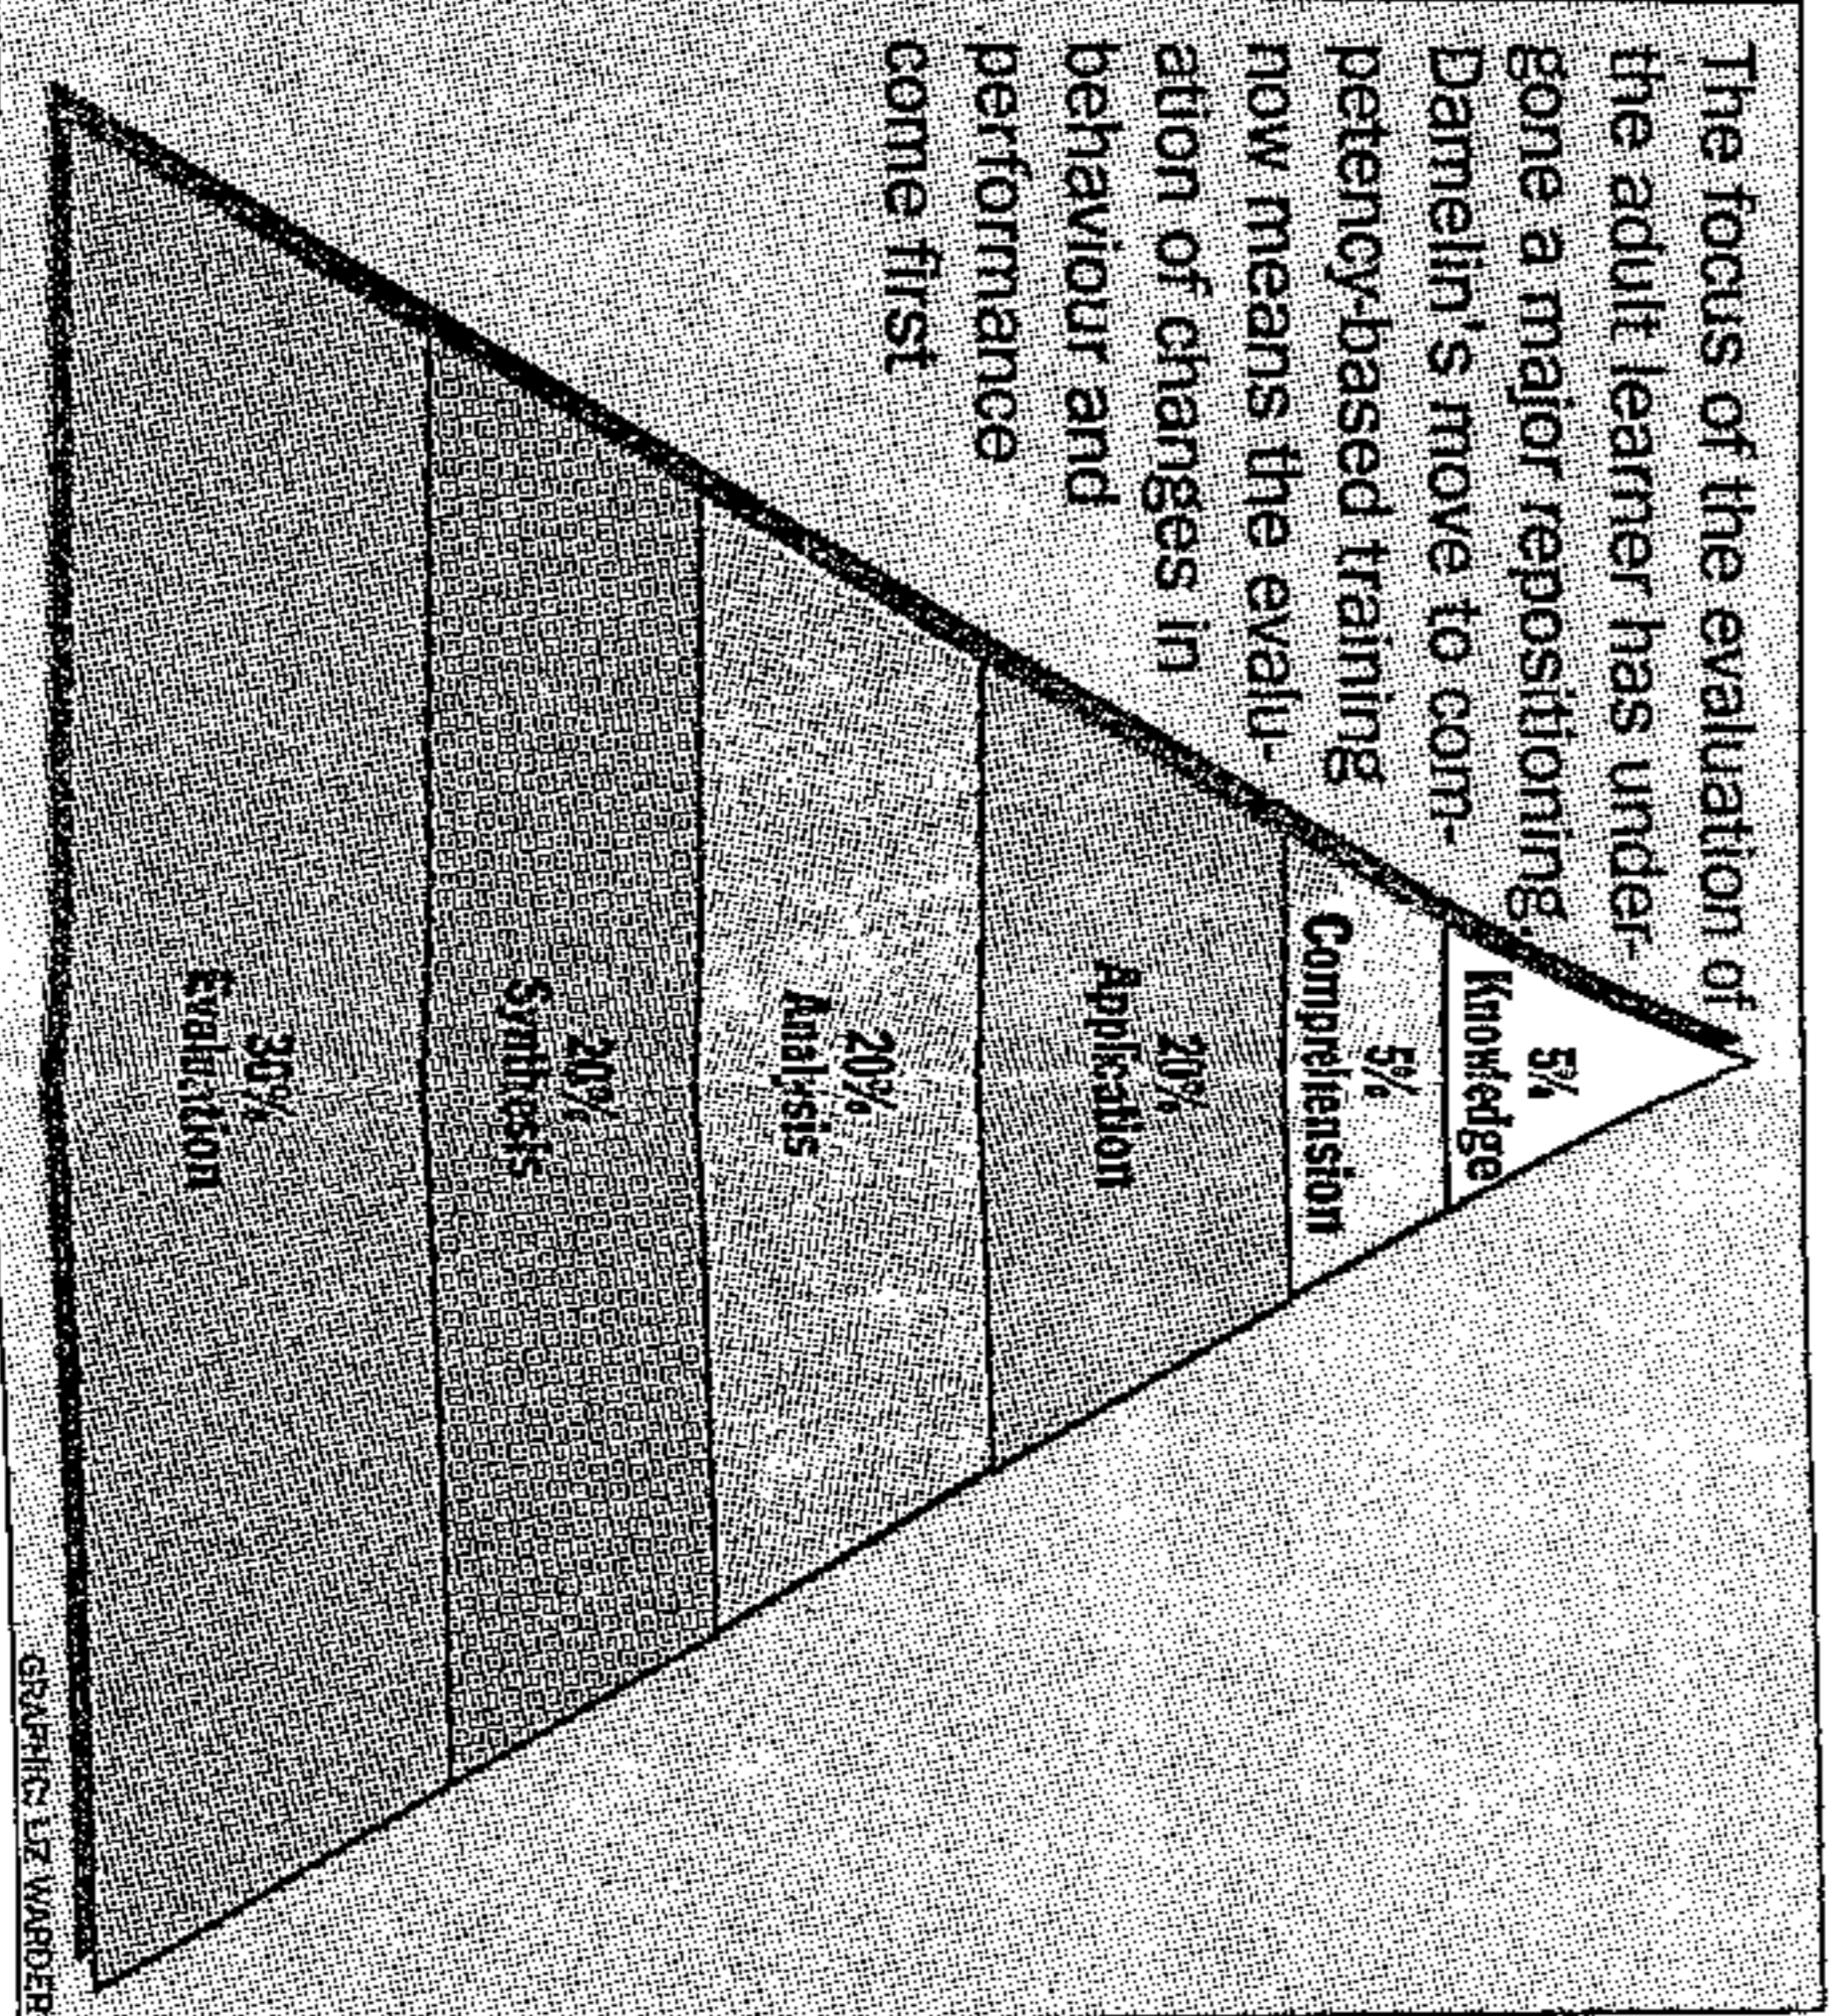 The focus of the evaluation of
the adult learner has under-
gone a major repositioning.
Damelin's move to com-
petency-based training
now means the evalu-
ation of changes in
behaviour and
performance
come first
5%
Knowledge
5%
Comprehension
20%
Application
20%
Analysis
20%
Synthesis
30%
Evaluation
GRAPHIC: LIZ WARDER